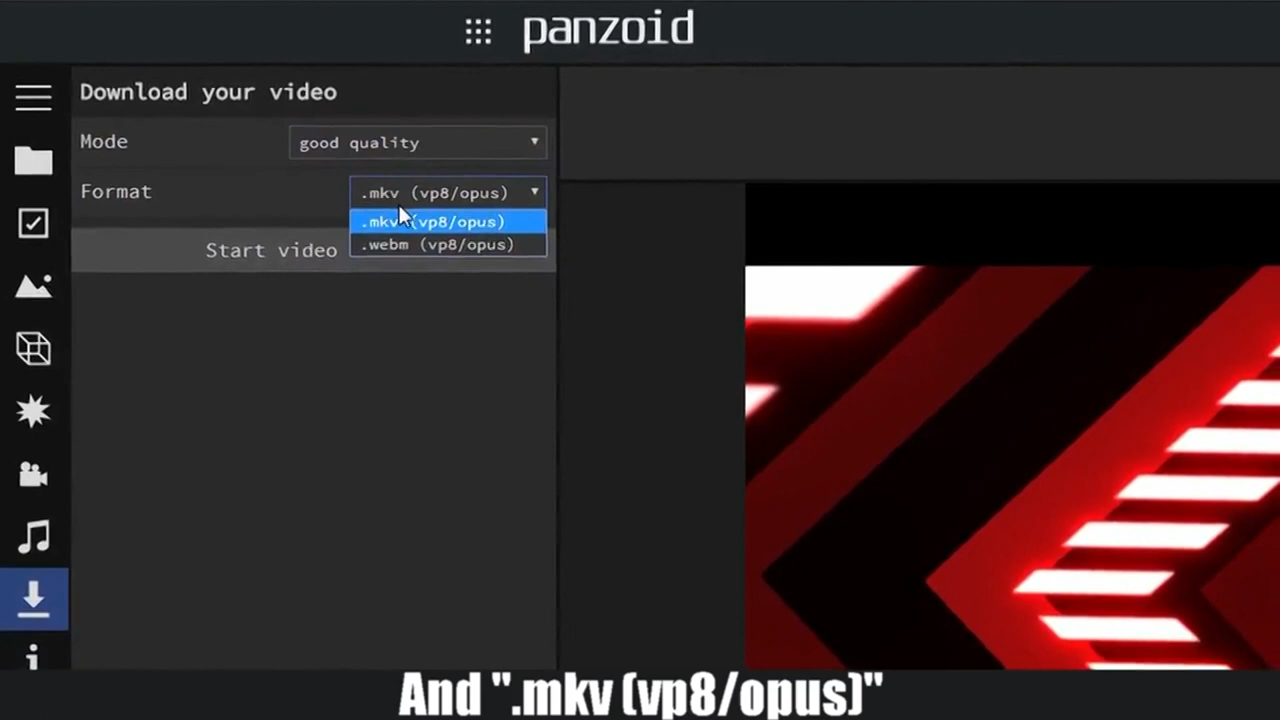 panzoid
Download your video
Mode
good quality
Format
.mkv (vp8/opus)
.mkv (vp8/opus)
.webm (vp8/opus)
Start video
And ".mkv (vp8/opus)"